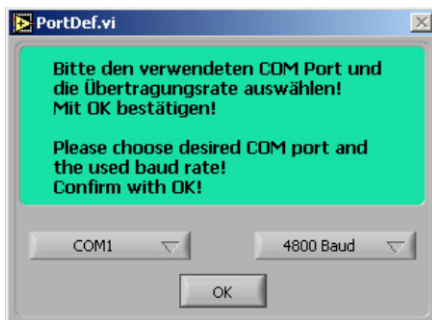 PortDef.vi
Bitte den verwendeten COM Port und
die Übertragungsrate auswählen!
Mit OK bestätigen!
Please choose desired COM port and
the used baud rate!
Confirm with OK!
COM1
4800 Baud
OK